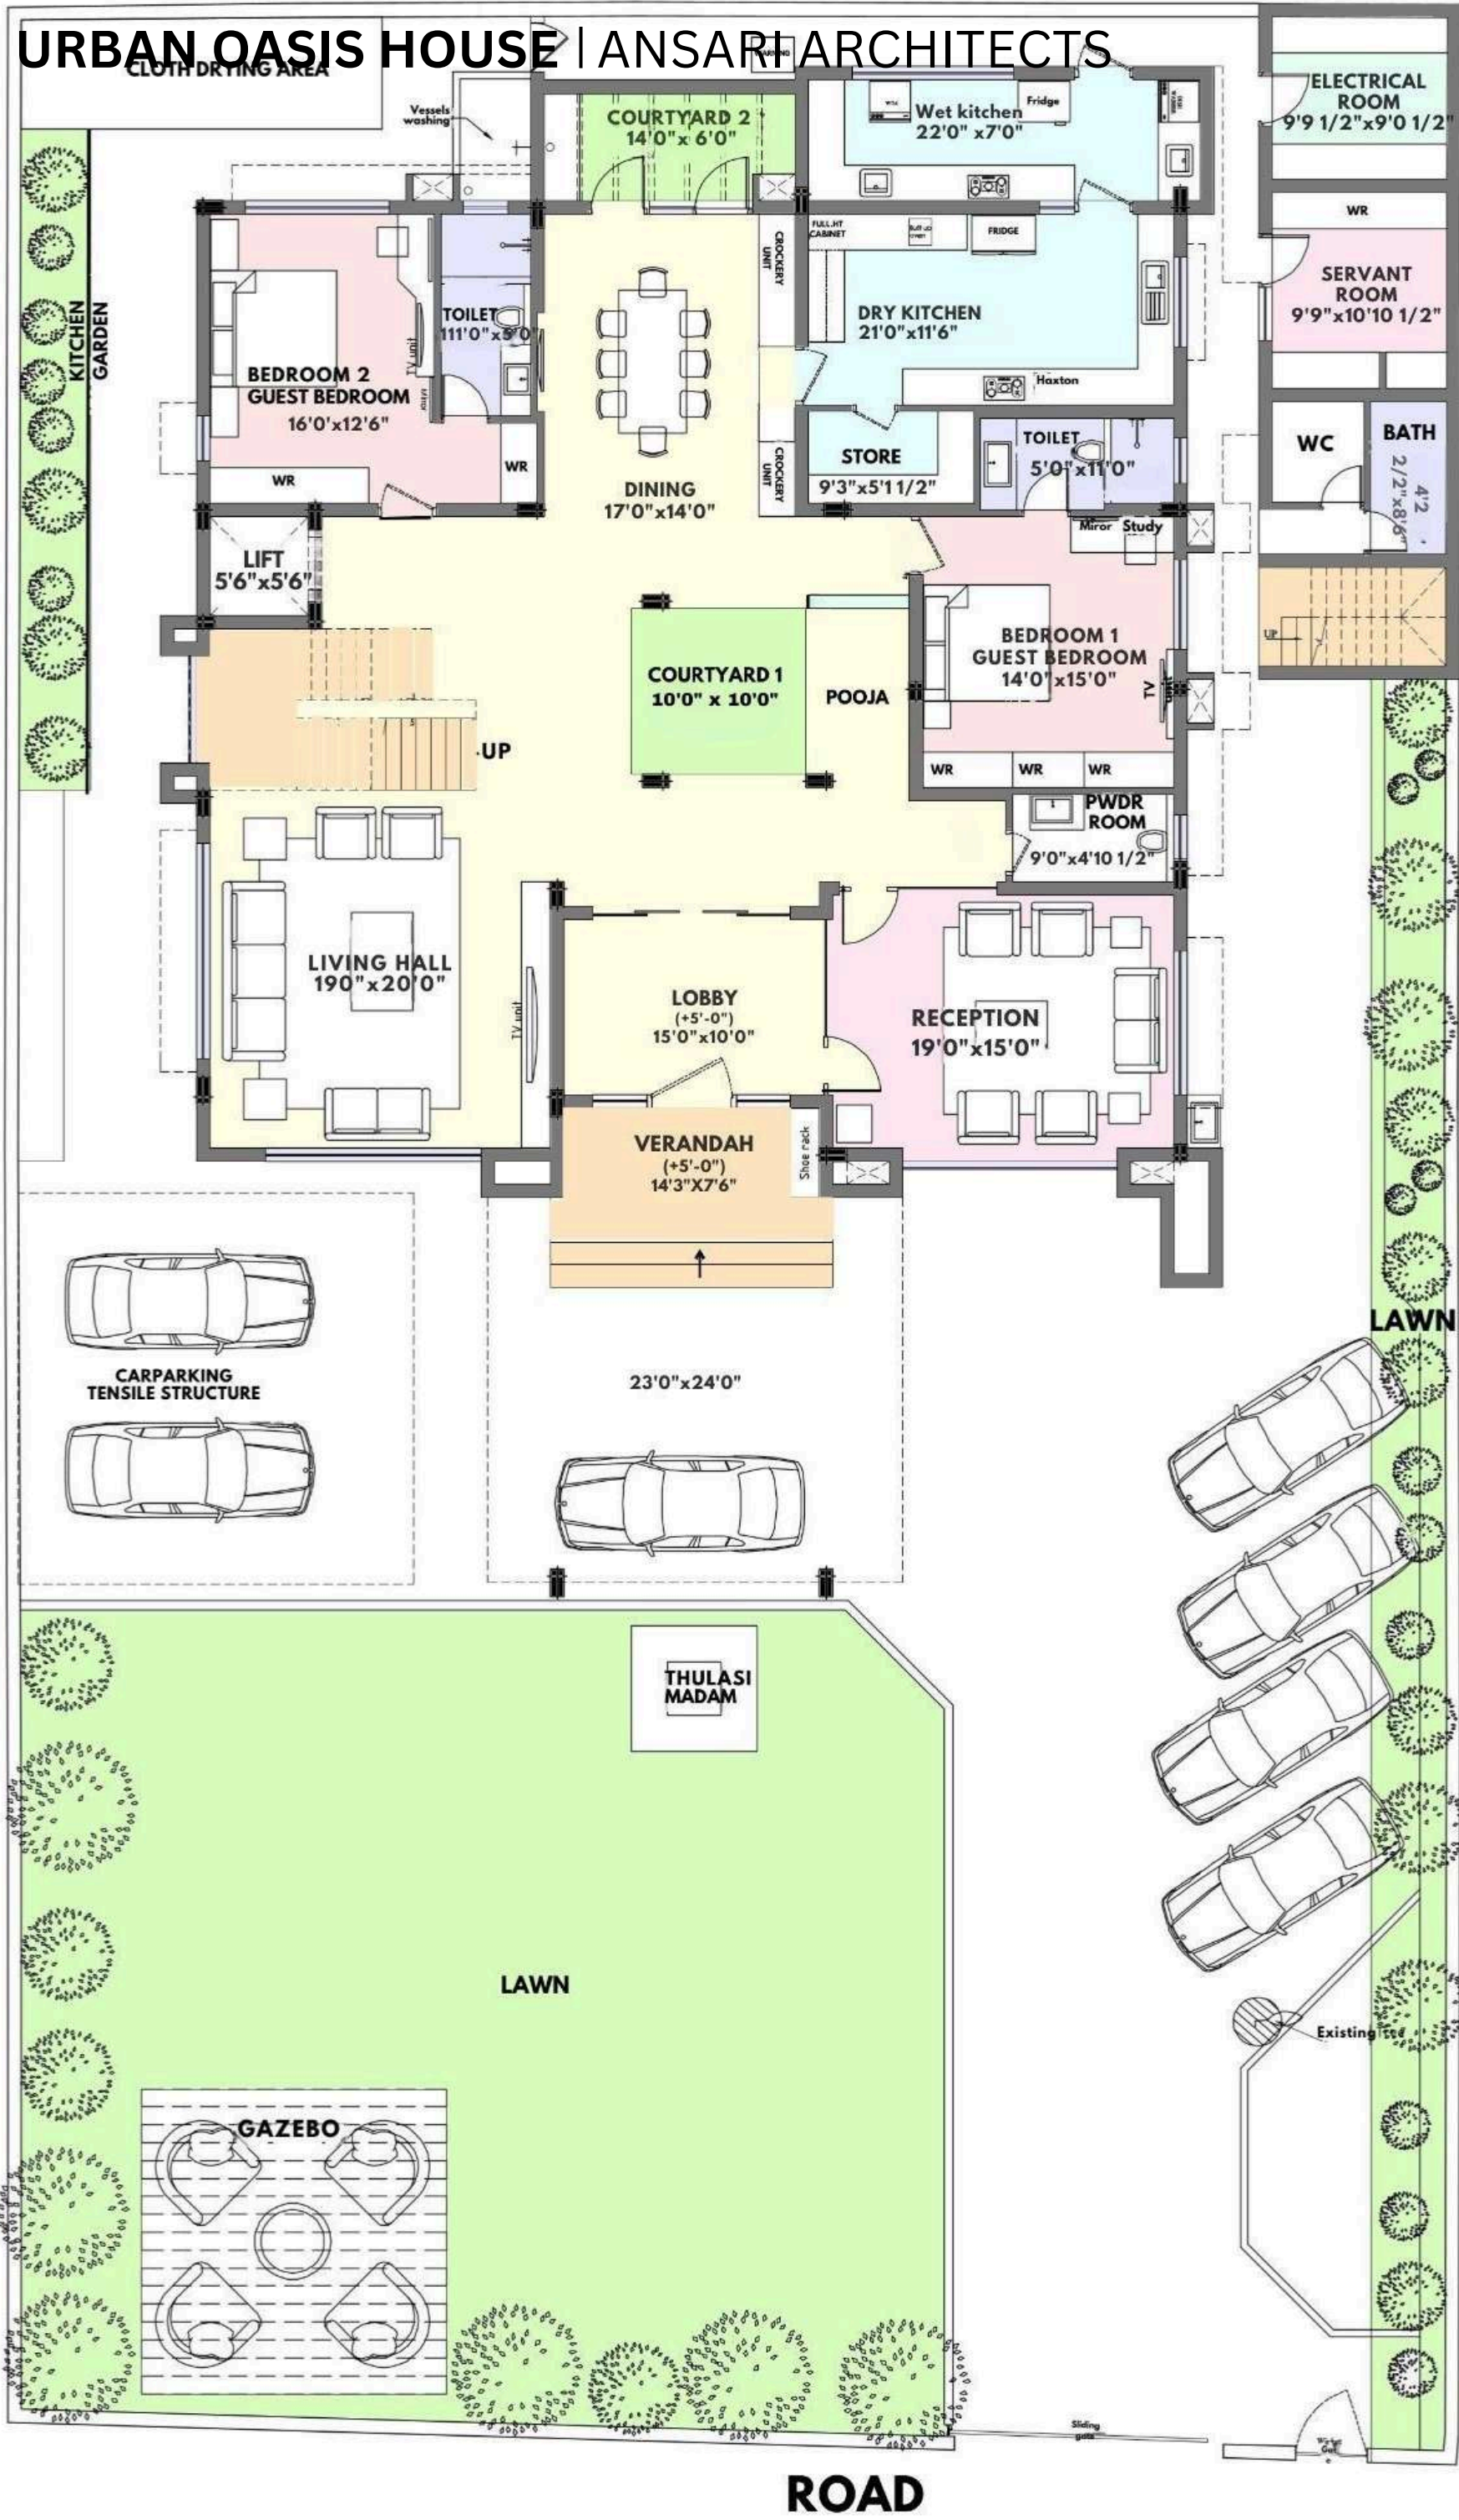 URBAN OASIS HOUSE | ANSARI ARCHITECTS
CLOTH DRYING AREA
Vessels
washing
COURTYARD 2
14'0"x 6'0"
Wet kitchen
22'0" x7'0"
Fridge
ELECTRICAL
ROOM
9'9 1/2"x9'0 1/2"
WR
SERVANT
ROOM
9'9"x10'10 1/2"
FULL.HT
CABINET
FRIDGE
CROCKERY
UNIT
DRY KITCHEN
21'0"x11'6"
Haxton
KITCHEN
GARDEN
TOILET
111'0"x5'0"
TV unit
BEDROOM 2
GUEST BEDROOM
16'0'x12'6"
WR
WR
DINING
17'0"x14'0"
CROCKERY
UNIT
STORE
9'3"x5'11/2"
TOILET
5'0"x11'0"
WC
BATH
4'2
2/2"x8'6"
Miror
Study
LIFT
5'6"x5'6"
UP
BEDROOM 1
GUEST BEDROOM
14'0"x15'0"
TV
unit
COURTYARD 1
10'0" x 10'0"
POOJA
UP
WR
WR
WR
PWDR
ROOM
9'0"x4'10 1/2"
LIVING HALL
190"x20'0"
TV unit
LOBBY
(+5'-0")
15'0"x10'0"
RECEPTION
19'0"x15'0"
VERANDAH
(+5'-0")
14'3"X7'6"
Shoe rack
LAWN
CARPARKING
TENSILE STRUCTURE
23'0"x24'0"
THULASI
MADAM
LAWN
Existing
GAZEBO
Sliding
gate
ROAD